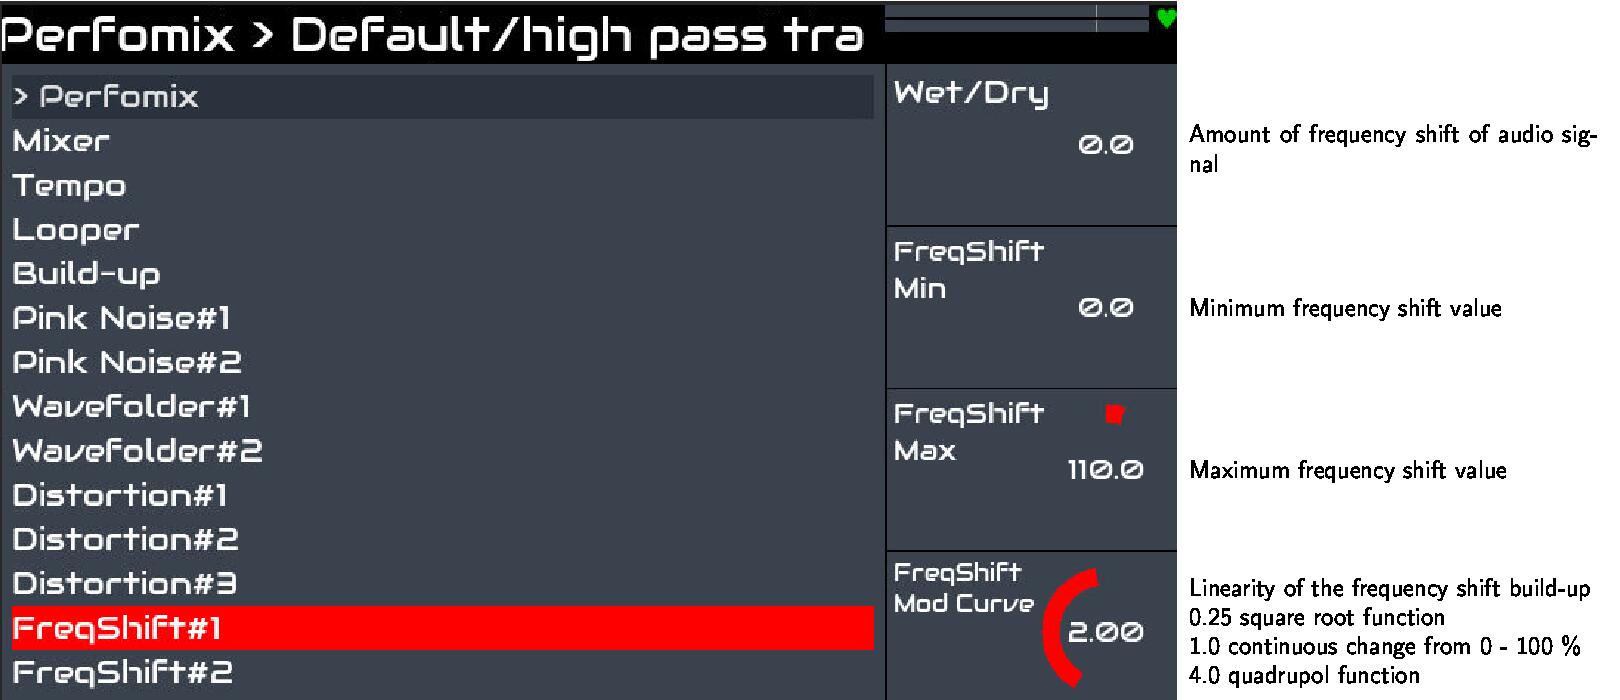 Perfomix > Default/high pass tra
> Perfomix
Mixer
Tempo
Looper
Build-up
Pink Noise#1
Pink Noise#2
Wavefolder#1
Wavefolder#2
Distortion#1
Distortion#2
Distortion#3
FreqShift#1
FreqShift#2
Wet/Dry
0.0
FreqShift
Min
0.0
FreqShift
Max
110.0
FreqShift
Mod Curve
2.00
Amount of frequency shift of audio sig-
nal
Minimum frequency shift value
Maximum frequency shift value
Linearity of the frequency shift build-up
0.25 square root function
1.0 continuous change from 0 - 100 %
4.0 quadrupol function